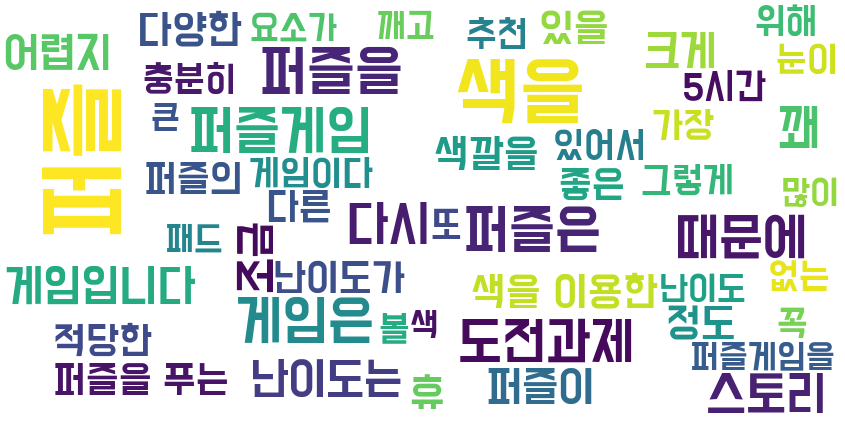 어렵지
다양한
요소가
깨고
추천
있을
위해
크게
눈이
충분히
퍼즐을
색을
5시간
퍼즐
큰
퍼즐게임
가장
꽤
색깔을
있어서
퍼즐의
게임이다
좋은
그렇게
많이
다른
다시
또
퍼즐은
때문에
패드
조금
게임입니다
난이도가
색을 이용한
난이도
없는
게임은
볼
색
도전과제
정도
꼭
적당한
퍼즐게임을
퍼즐을 푸는
난이도는
휴
퍼즐이
스토리